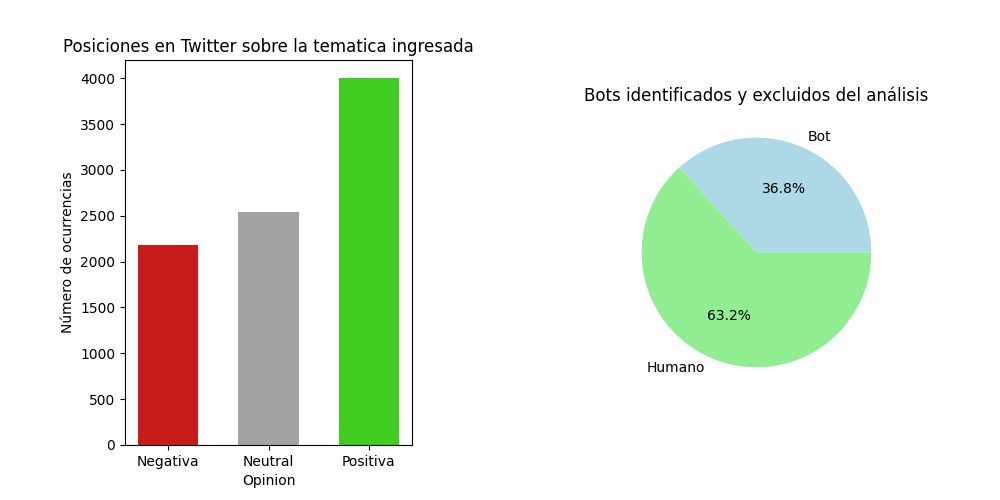 Posiciones en Twitter sobre la tematica ingresada
Número de ocurrencias
4000
3500
3000
2500
2000
1500
1000
500
0
Negativa
Neutral
Positiva
Opinion
Bots identificados y excluidos del análisis
Bot
36.8%
63.2%
Humano